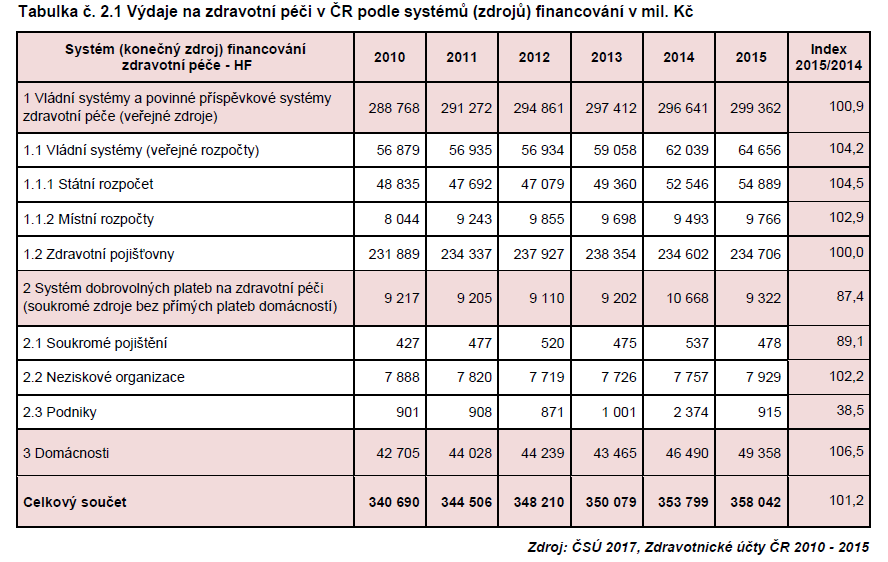 Tabulka č. 2.1 Výdaje na zdravotní péči v ČR podle systémů (zdrojů) financování v mil. Kč
Systém (konečný zdroj) financování
zdravotní péče - HF 2010 2011 2012 2013 2014 2015 Index
2015/2014
1 Vládní systémy a povinné příspěvkové systémy
zdravotní péče (veřejné zdroje) 288 768 291 272 294 861 297 412 296 641 299 362 100,9
1.1 Vládní systémy (veřejné rozpočty) 56 879 56 935 56 934 59 058 62 039 64 656 104,2
1.1.1 Státní rozpočet 48 835 47 692 47 079 49 360 52 546 54 889 104,5
1.1.2 Místní rozpočty 8 044 9 243 9 855 9 698 9 493 9 766 102,9
1.2 Zdravotní pojišťovny 231 889 234 337 237 927 238 354 234 602 234 706 100,0
2 Systém dobrovolných plateb na zdravotní péči
(soukromé zdroje bez přímých plateb domácností) 9 217 9 205 9 110 9 202 10 668 9 322 87,4
2.1 Soukromé pojištění 427 477 520 475 537 478 89,1
2.2 Neziskové organizace 7 888 7 820 7 719 7 726 7 757 7 929 102,2
2.3 Podniky 901 908 871 1 001 2 374 915 38,5
3 Domácnosti 42 705 44 028 44 239 43 465 46 490 49 358 106,5
Celkový součet 340 690 344 506 348 210 350 079 353 799 358 042 101,2
Zdroj: ČSÚ 2017, Zdravotnické účty ČR 2010 - 2015